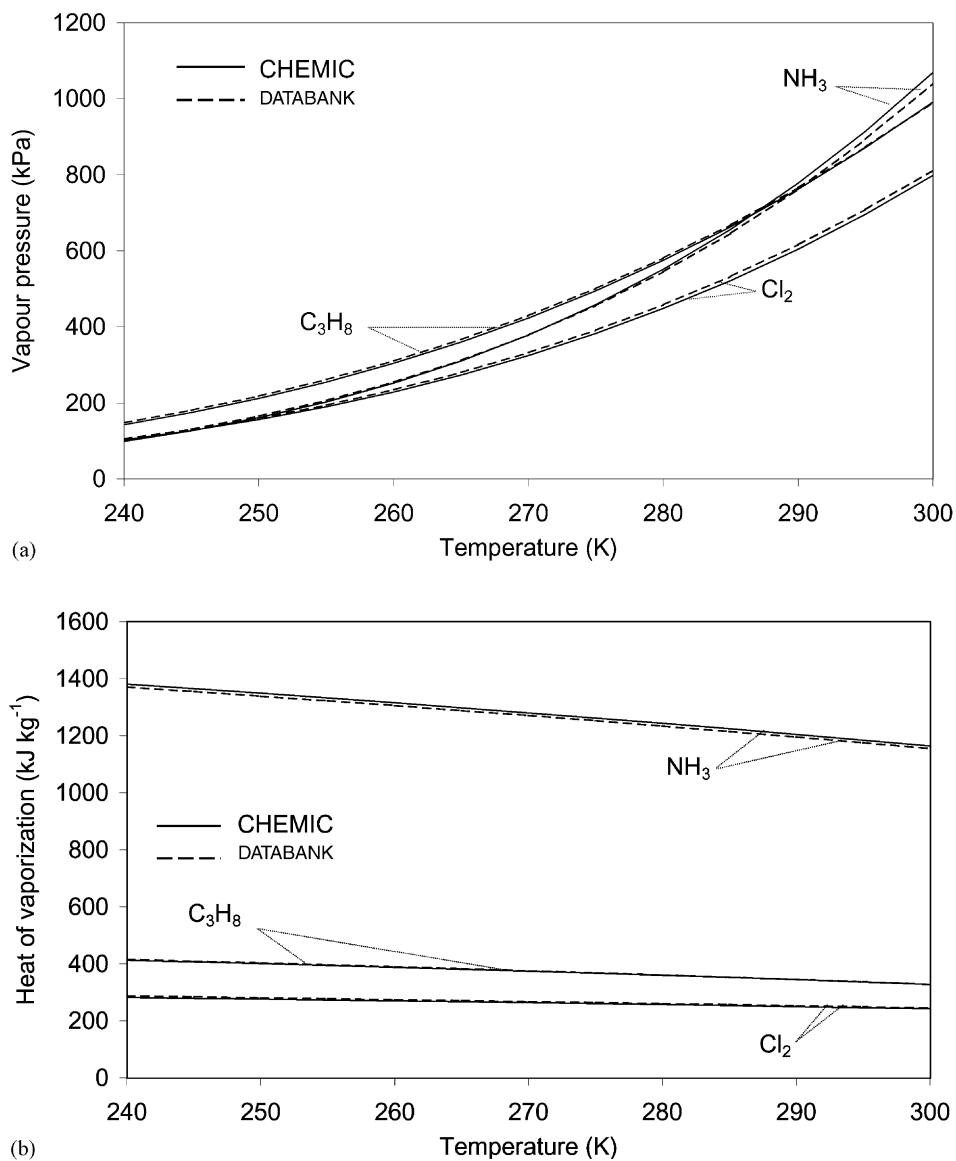 1200
1000
800
600
400
200
0
Vapour pressure (kPa)
CHEMIC
DATABANK
NH3
C3H8
Cl2
240 250 260 270 280 290 300
Temperature (K)
(a)
1600
1400
1200
1000
800
600
400
200
0
Heat of vaporization (kJ kg-1)
NH3
CHEMIC
DATABANK
C3H8
Cl2
240 250 260 270 280 290 300
Temperature (K)
(b)